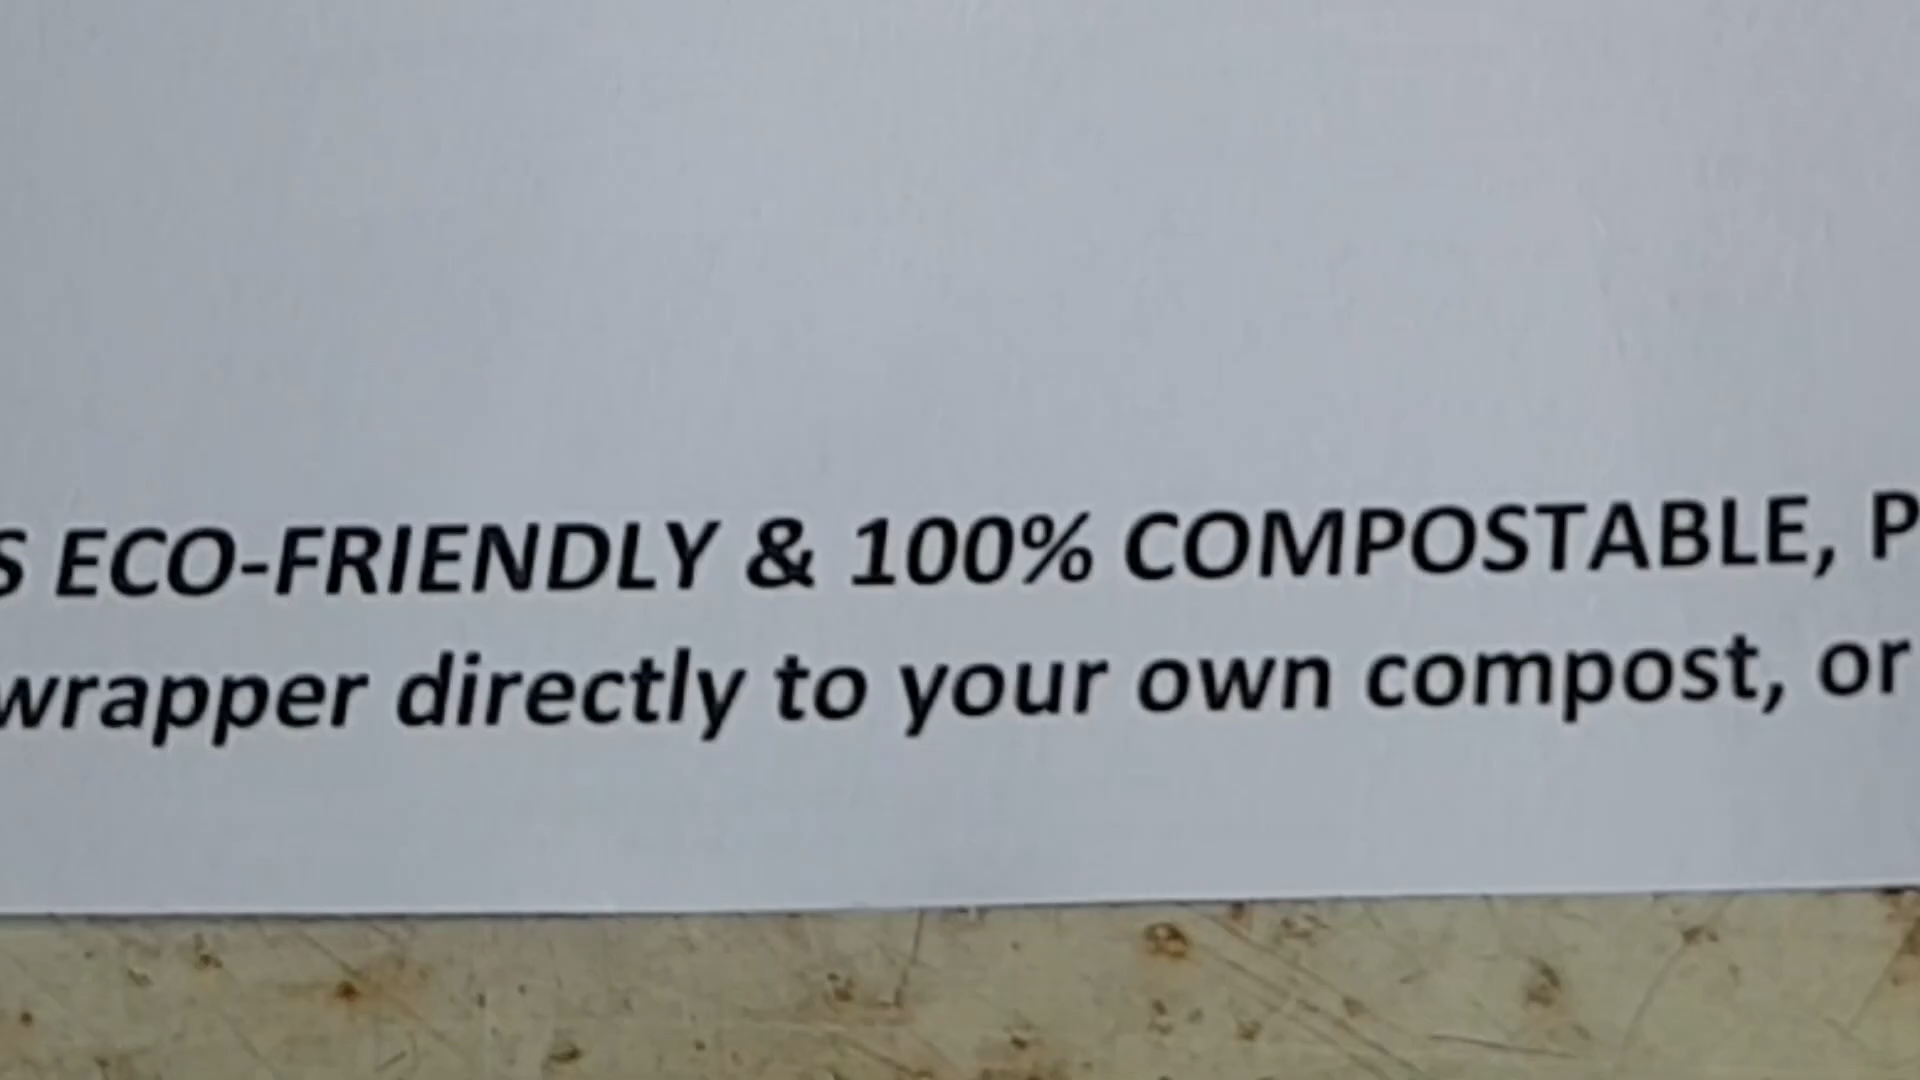 S ECO-FRIENDLY & 100% COMPOSTABLE, P
wrapper directly to your own compost, or